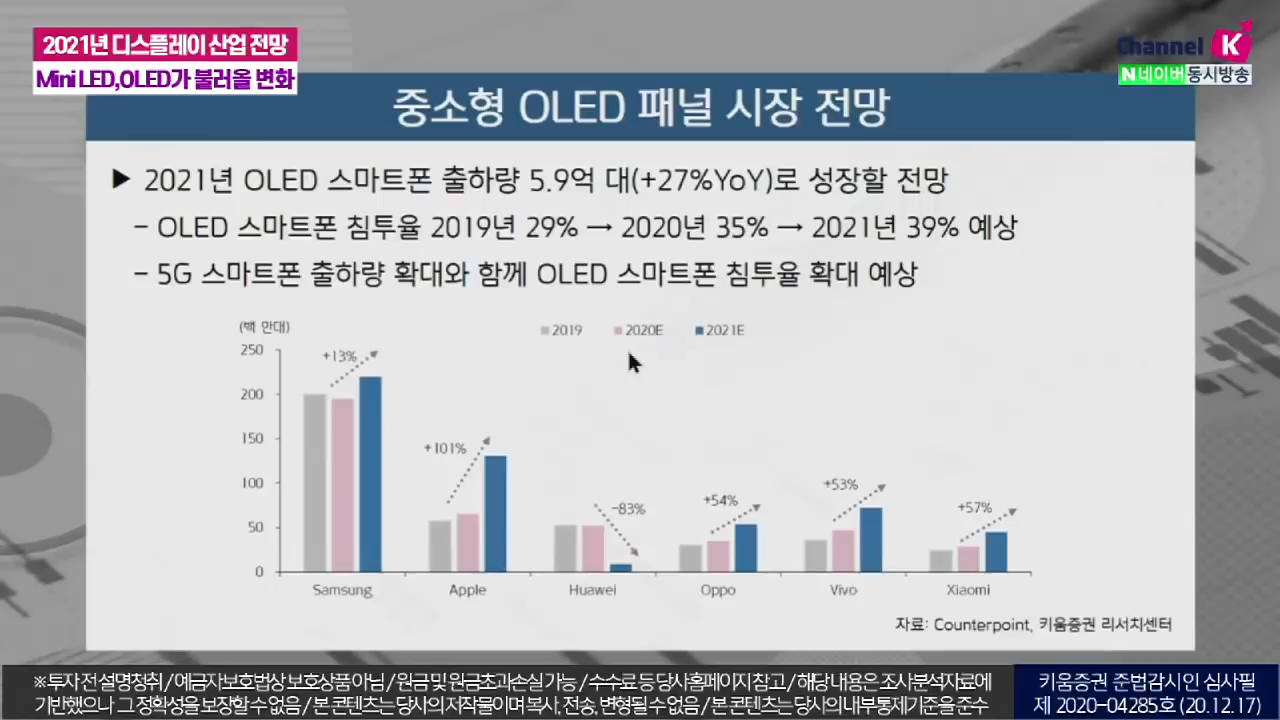 2021년 디스플레이 산업 전망
Mini LED,OLED가 불러올 변화
Channel K
N 네이버 동시방송
중소형 OLED 패널 시장 전망
▶ 2021년 OLED 스마트폰 출하량 5.9억 대(+27%YoY)로 성장할 전망
– OLED 스마트폰 침투율 2019년 29% → 2020년 35% → 2021년 39% 예상
– 5G 스마트폰 출하량 확대와 함께 OLED 스마트폰 침투율 확대 예상
(백 만대)
2019 2020E 2021E
250
200
150
100
50
0
+13%
+101%
-83%
+54%
+53%
+57%
Samsung Apple Huawei Oppo Vivo Xiaomi
자료: Counterpoint, 키움증권 리서치센터
※ 투자 전 설명청취 / 예금자보호법상 보호상품 아님 / 원금 및 원금초과손실 가능 / 수수료 등 당사홈페이지 참고 / 해당 내용은 조사분석자료에
기반했으나 그 정확성을 보장할 수 없음 / 본 콘텐츠는 당사의 저작물이며 복사, 전송, 변형될 수 없음 / 본 콘텐츠는 당사의 내부통제기준을 준수
키움증권 준법감시인 심사필
제 2020-04285호 (20.12.17)